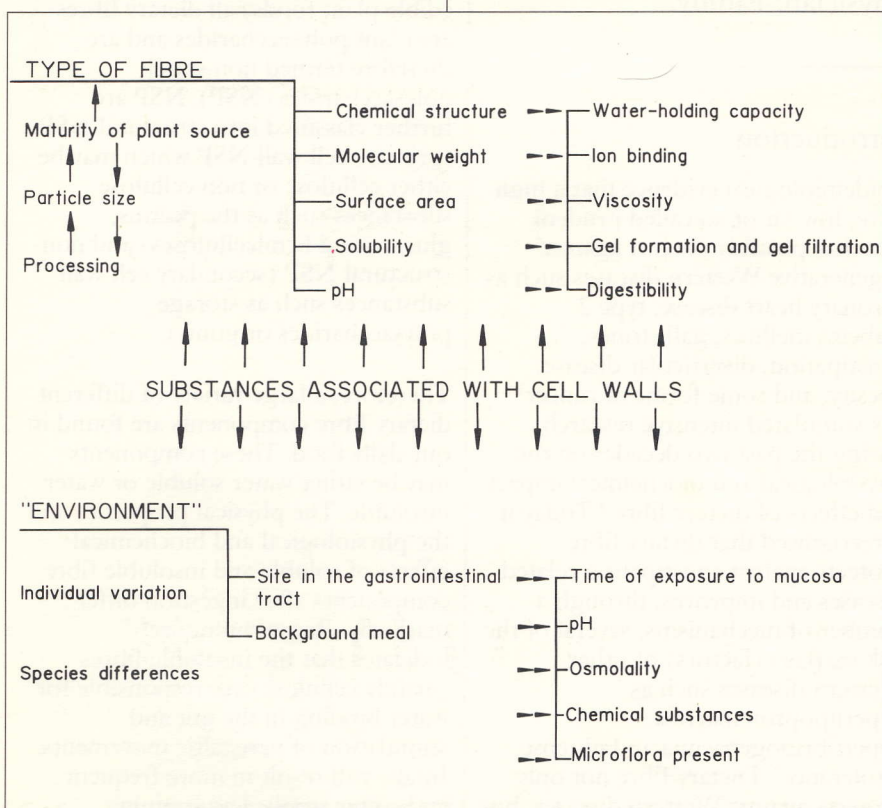 TYPE OF FIBRE
Maturity of plant source
Particle size
Processing
Chemical structure
Molecular weight
Surface area
Solubility
pH
Water-holding capacity
Ion binding
Viscosity
Gel formation and gel filtration
Digestibility
SUBSTANCES ASSOCIATED WITH CELL WALLS
"ENVIRONMENT"
Individual variation
Species differences
Site in the gastrointestinal
tract
Background meal
Time of exposure to mucosa
pH
Osmolality
Chemical substances
Microflora present